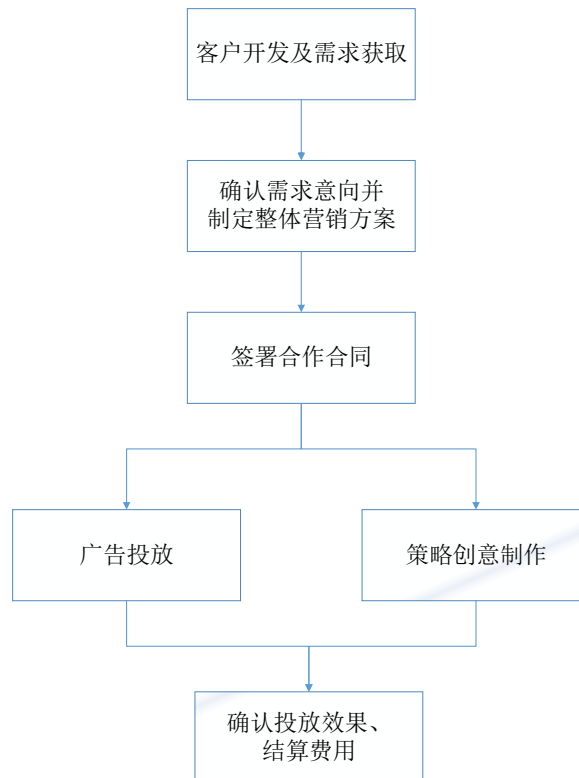 客户开发及需求获取
确认需求意向并
制定整体营销方案
签署合作合同
广告投放
策略创意制作
确认投放效果、
结算费用